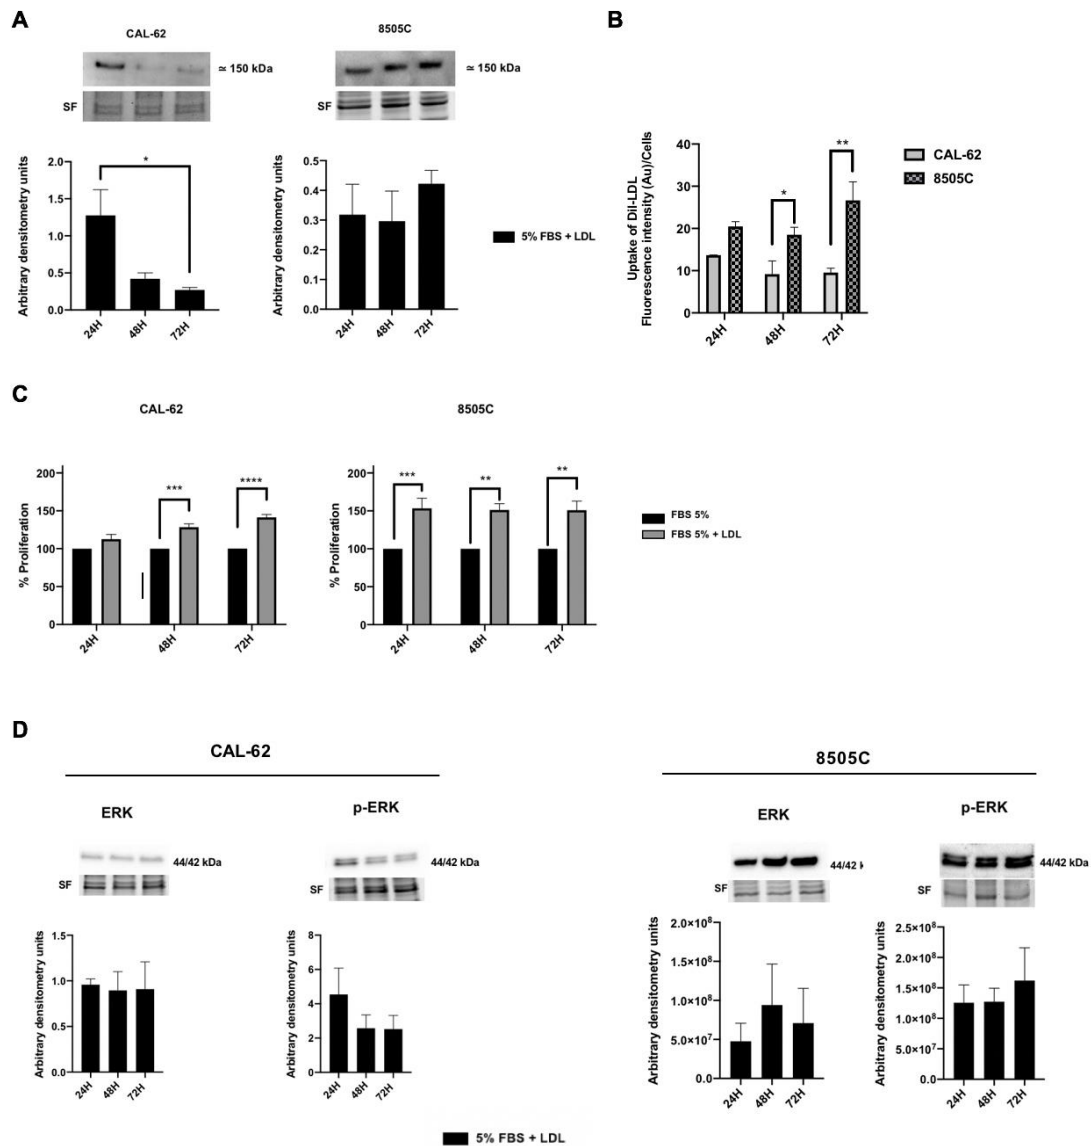 A
CAL-62
≃ 150 kDa
SF
Arbitrary densitometry units
2.0
1.5
1.0
0.5
0.0
*
24H
48H
72H
8505C
≃ 150 kDa
SF
Arbitrary densitometry units
0.5
0.4
0.3
0.2
0.1
0.0
24H
48H
72H
5% FBS + LDL
B
Uptake of Dil-LDL
Fluorescence intensity (Au)/Cells
40
30
20
10
0
*
**
24H
48H
72H
CAL-62
8505C
C
CAL-62
% Proliferation
200
150
100
50
0
***
****
24H
48H
72H
8505C
% Proliferation
200
150
100
50
0
***
**
**
24H
48H
72H
FBS 5%
FBS 5% + LDL
D
CAL-62
ERK
44/42 kDa
SF
Arbitrary densitometry units
1.5
1.0
0.5
0.0
24H
48H
72H
p-ERK
44/42 kDa
SF
Arbitrary densitometry units
8
6
4
2
0
24H
48H
72H
8505C
ERK
44/42 k
SF
Arbitrary densitometry units
2.0×10⁸
1.5×10⁸
1.0×10⁸
5.0×10⁷
0.0
24H
48H
72H
p-ERK
44/42 kDa
SF
Arbitrary densitometry units
2.5×10⁸
2.0×10⁸
1.5×10⁸
1.0×10⁸
5.0×10⁷
0.0
24H
48H
72H
5% FBS + LDL